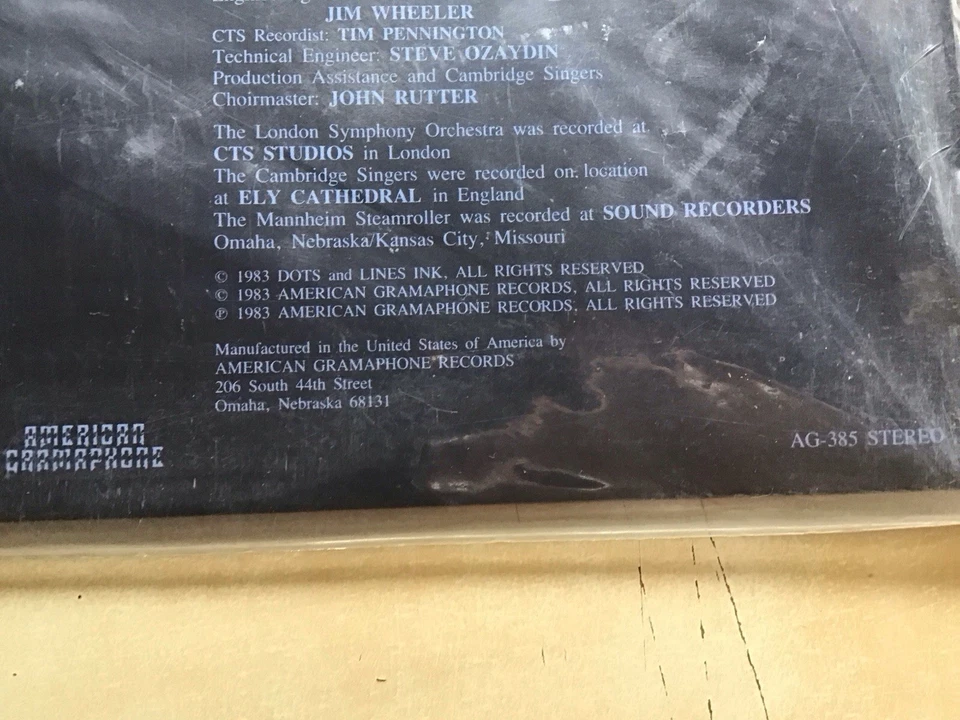 JIM WHEELER
CTS Recordist: TIM PENNINGTON
Technical Engineer: STEVE OZAYDIN
Production Assistance and Cambridge Singers
Choirmaster: JOHN RUTTER
The London Symphony Orchestra was recorded at
CTS STUDIOS in London
The Cambridge Singers were recorded on location
at ELY CATHEDRAL in England
The Mannheim Steamroller was recorded at SOUND RECORDERS
Omaha, Nebraska/Kansas City, Missouri
© 1983 DOTS and LINES INK, ALL RIGHTS RESERVED
© 1983 AMERICAN GRAMAPHONE RECORDS, ALL RIGHTS RESERVED
℗ 1983 AMERICAN GRAMAPHONE RECORDS, ALL RIGHTS RESERVED
Manufactured in the United States of America by
AMERICAN GRAMAPHONE RECORDS
206 South 44th Street
Omaha, Nebraska 68131
AMERICAN
GRAMAPHONE
AG-385 STEREO